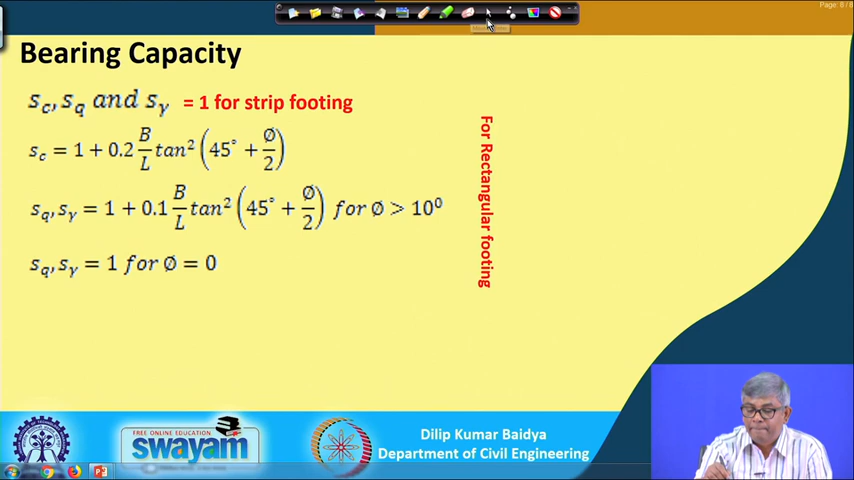 Page: 8 / 8
Bearing Capacity
s_c, s_q and s_γ = 1 for strip footing
s_c = 1 + 0.2 B/L tan² (45° + Ø/2)
s_q, s_γ = 1 + 0.1 B/L tan² (45° + Ø/2) for Ø > 10⁰
s_q, s_γ = 1 for Ø = 0
For Rectangular footing
FREE ONLINE EDUCATION
swayam
Dilip Kumar Baidya
Department of Civil Engineering